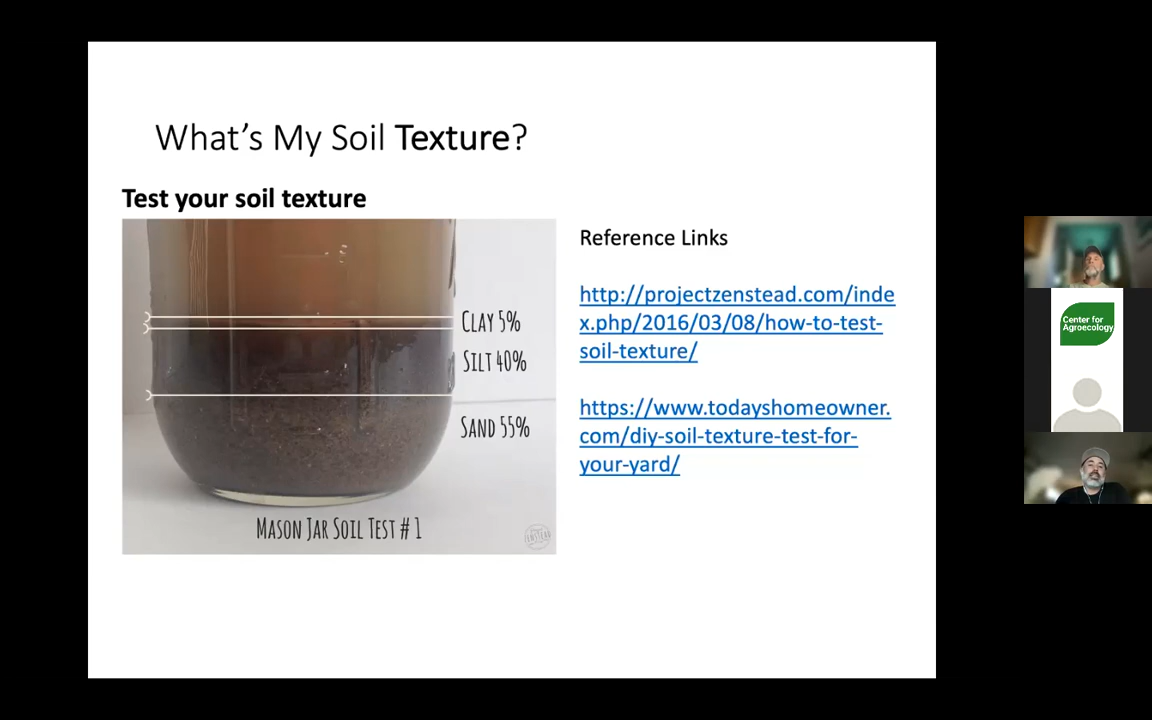 What's My Soil Texture?
Test your soil texture
CLAY 5%
SILT 40%
SAND 55%
MASON JAR SOIL TEST # 1
Reference Links
http://projectzenstead.com/inde
x.php/2016/03/08/how-to-test-
soil-texture/
https://www.todayshomeowner.
com/diy-soil-texture-test-for-
your-yard/
Center for
Agroecology